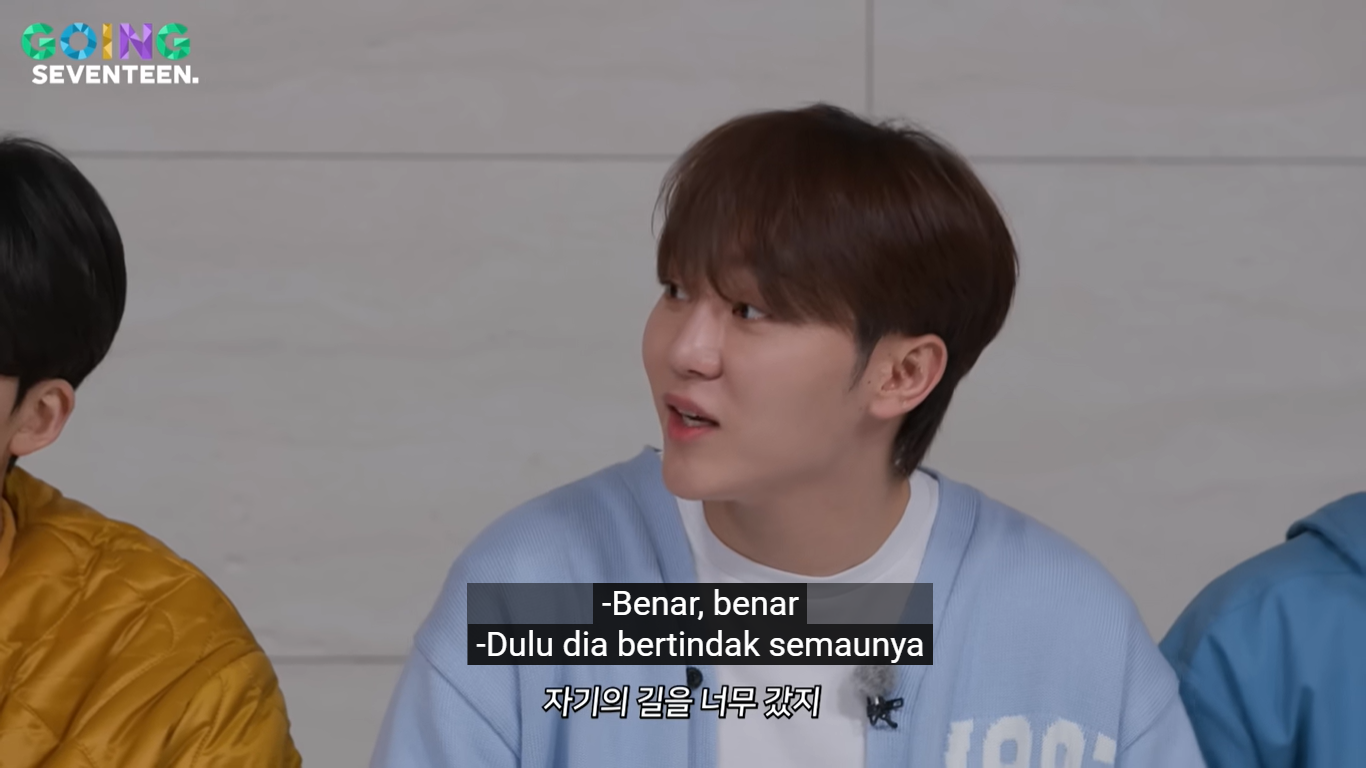 GOING
SEVENTEEN.
-Benar, benar
-Dulu dia bertindak semaunya
자기의 길을 너무 갔지